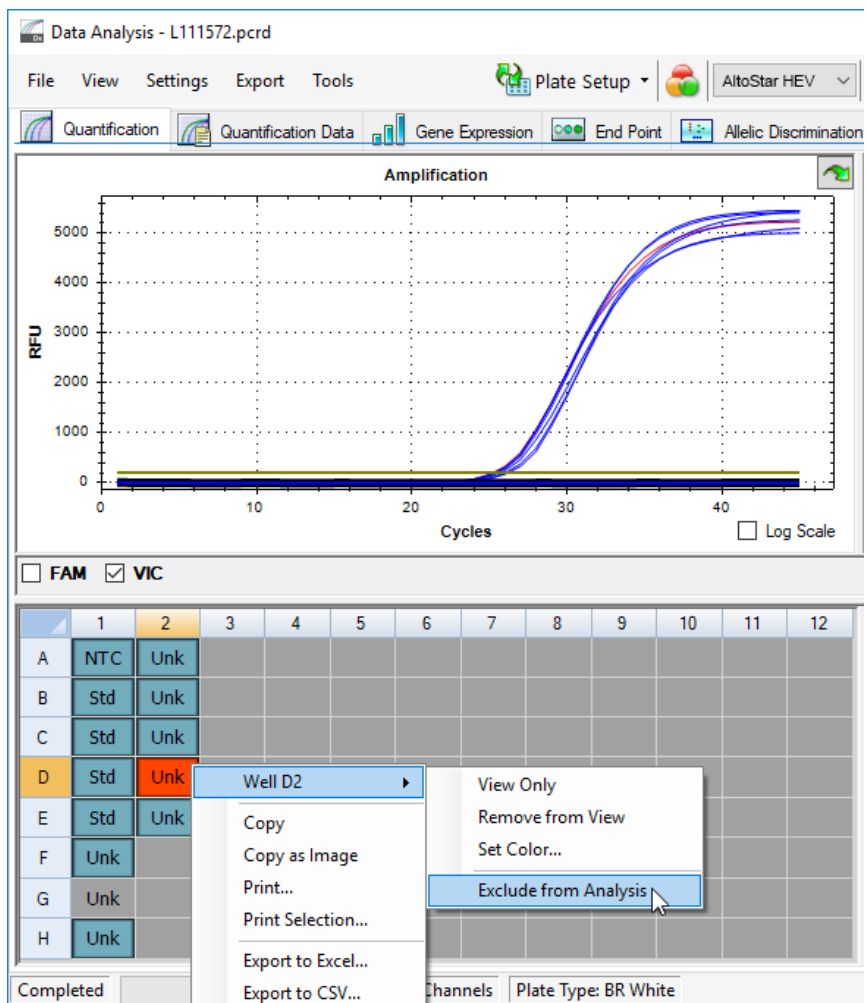 Data Analysis - L111572.pcrd
File View Settings Export Tools Plate Setup AltoStar HEV
Quantification Quantification Data Gene Expression End Point Allelic Discrimination
Amplification
5000
4000
3000
2000
1000
0
RFU
0 10 20 30 40
Cycles
Log Scale
FAM VIC
1 2 3 4 5 6 7 8 9 10 11 12
A NTC Unk
B Std Unk
C Std Unk
D Std Unk
E Std Unk
F Unk
G Unk
H Unk
Well D2
Copy
Copy as Image
Print...
Print Selection...
Export to Excel...
Export to CSV...
View Only
Remove from View
Set Color...
Exclude from Analysis
Completed Channels Plate Type: BR White